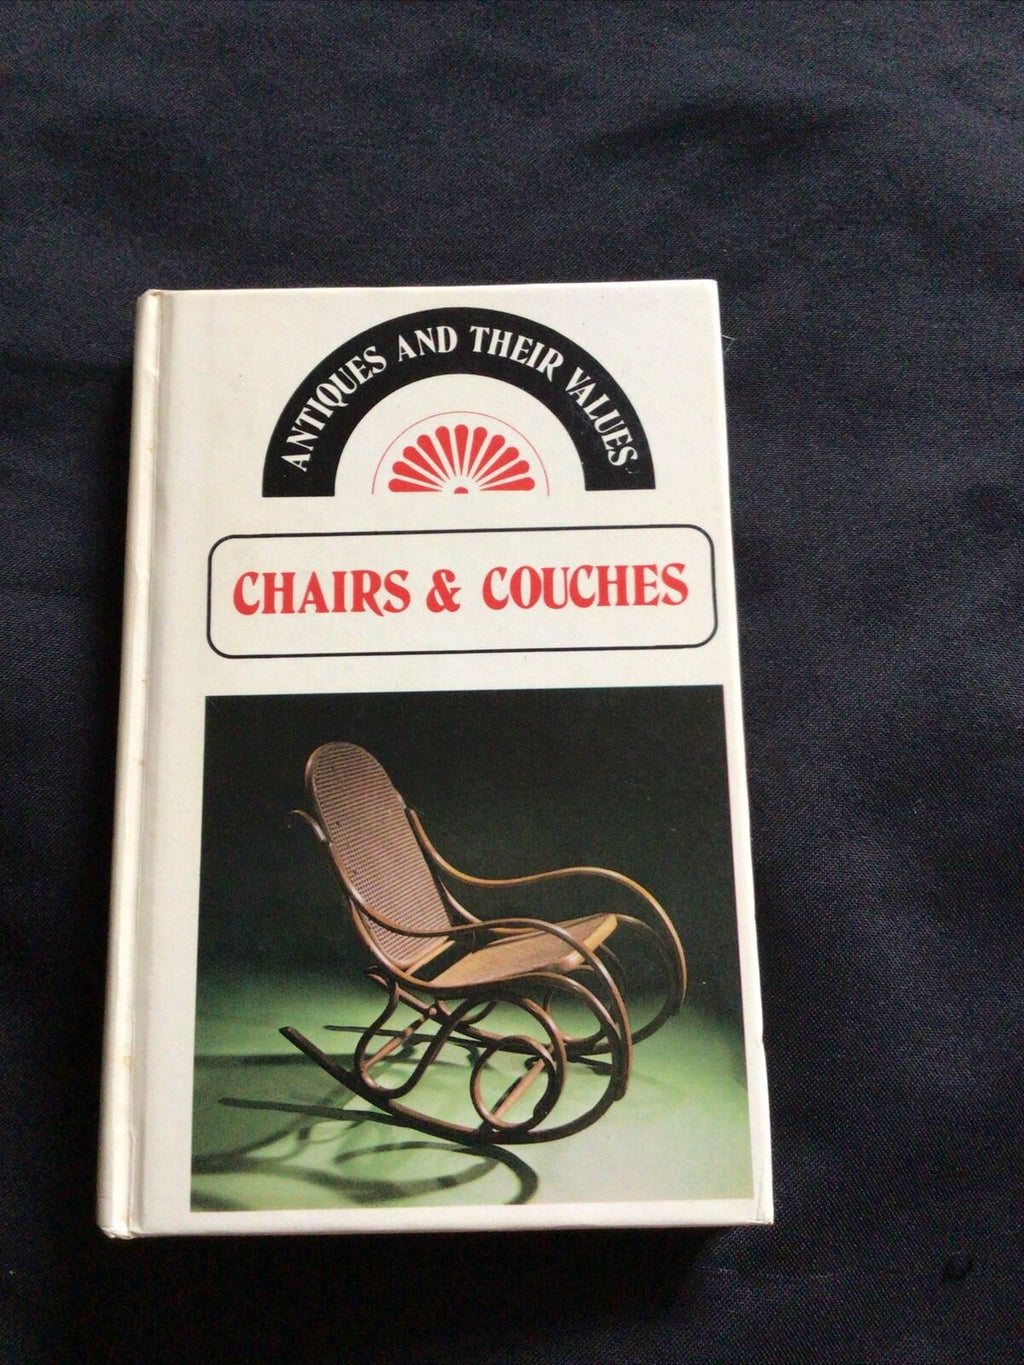 ANTIQUES AND THEIR VALUES
CHAIRS & COUCHES